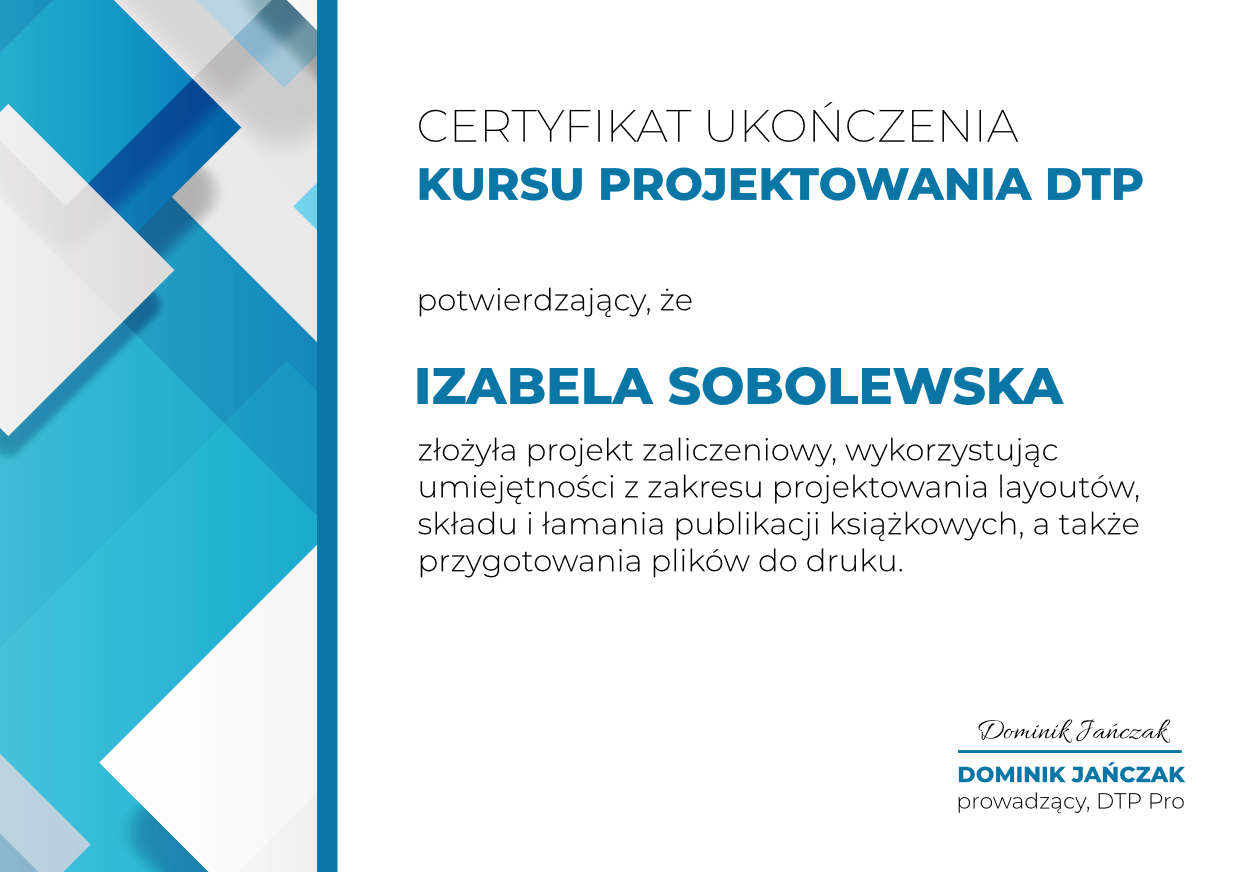 CERTYFIKAT UKOŃCZENIA
KURSU PROJEKTOWANIA DTP
potwierdzający, że
IZABELA SOBOLEWSKA
złożyła projekt zaliczeniowy, wykorzystując
umiejętności z zakresu projektowania layoutów,
składu i łamania publikacji książkowych, a także
przygotowania plików do druku.
Dominik Jańczak
DOMINIK JAŃCZAK
prowadzący, DTP Pro